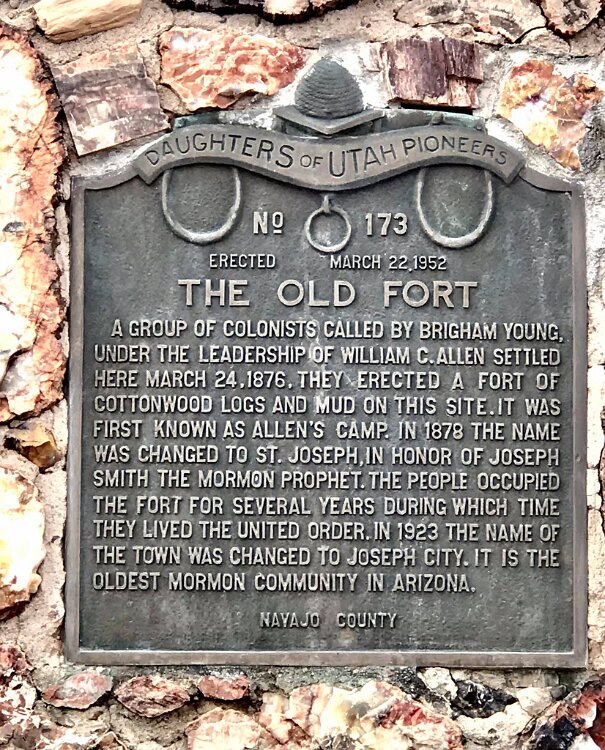 DAUGHTERS OF UTAH PIONEERS
No 173
ERECTED MARCH 22, 1952
THE OLD FORT
A GROUP OF COLONISTS CALLED BY BRIGHAM YOUNG,
UNDER THE LEADERSHIP OF WILLIAM C. ALLEN SETTLED
HERE MARCH 24, 1876. THEY ERECTED A FORT OF
COTTONWOOD LOGS AND MUD ON THIS SITE. IT WAS
FIRST KNOWN AS ALLEN'S CAMP. IN 1878 THE NAME
WAS CHANGED TO ST. JOSEPH, IN HONOR OF JOSEPH
SMITH THE MORMON PROPHET. THE PEOPLE OCCUPIED
THE FORT FOR SEVERAL YEARS DURING WHICH TIME
THEY LIVED THE UNITED ORDER. IN 1923 THE NAME OF
THE TOWN WAS CHANGED TO JOSEPH CITY. IT IS THE
OLDEST MORMON COMMUNITY IN ARIZONA.
NAVAJO COUNTY